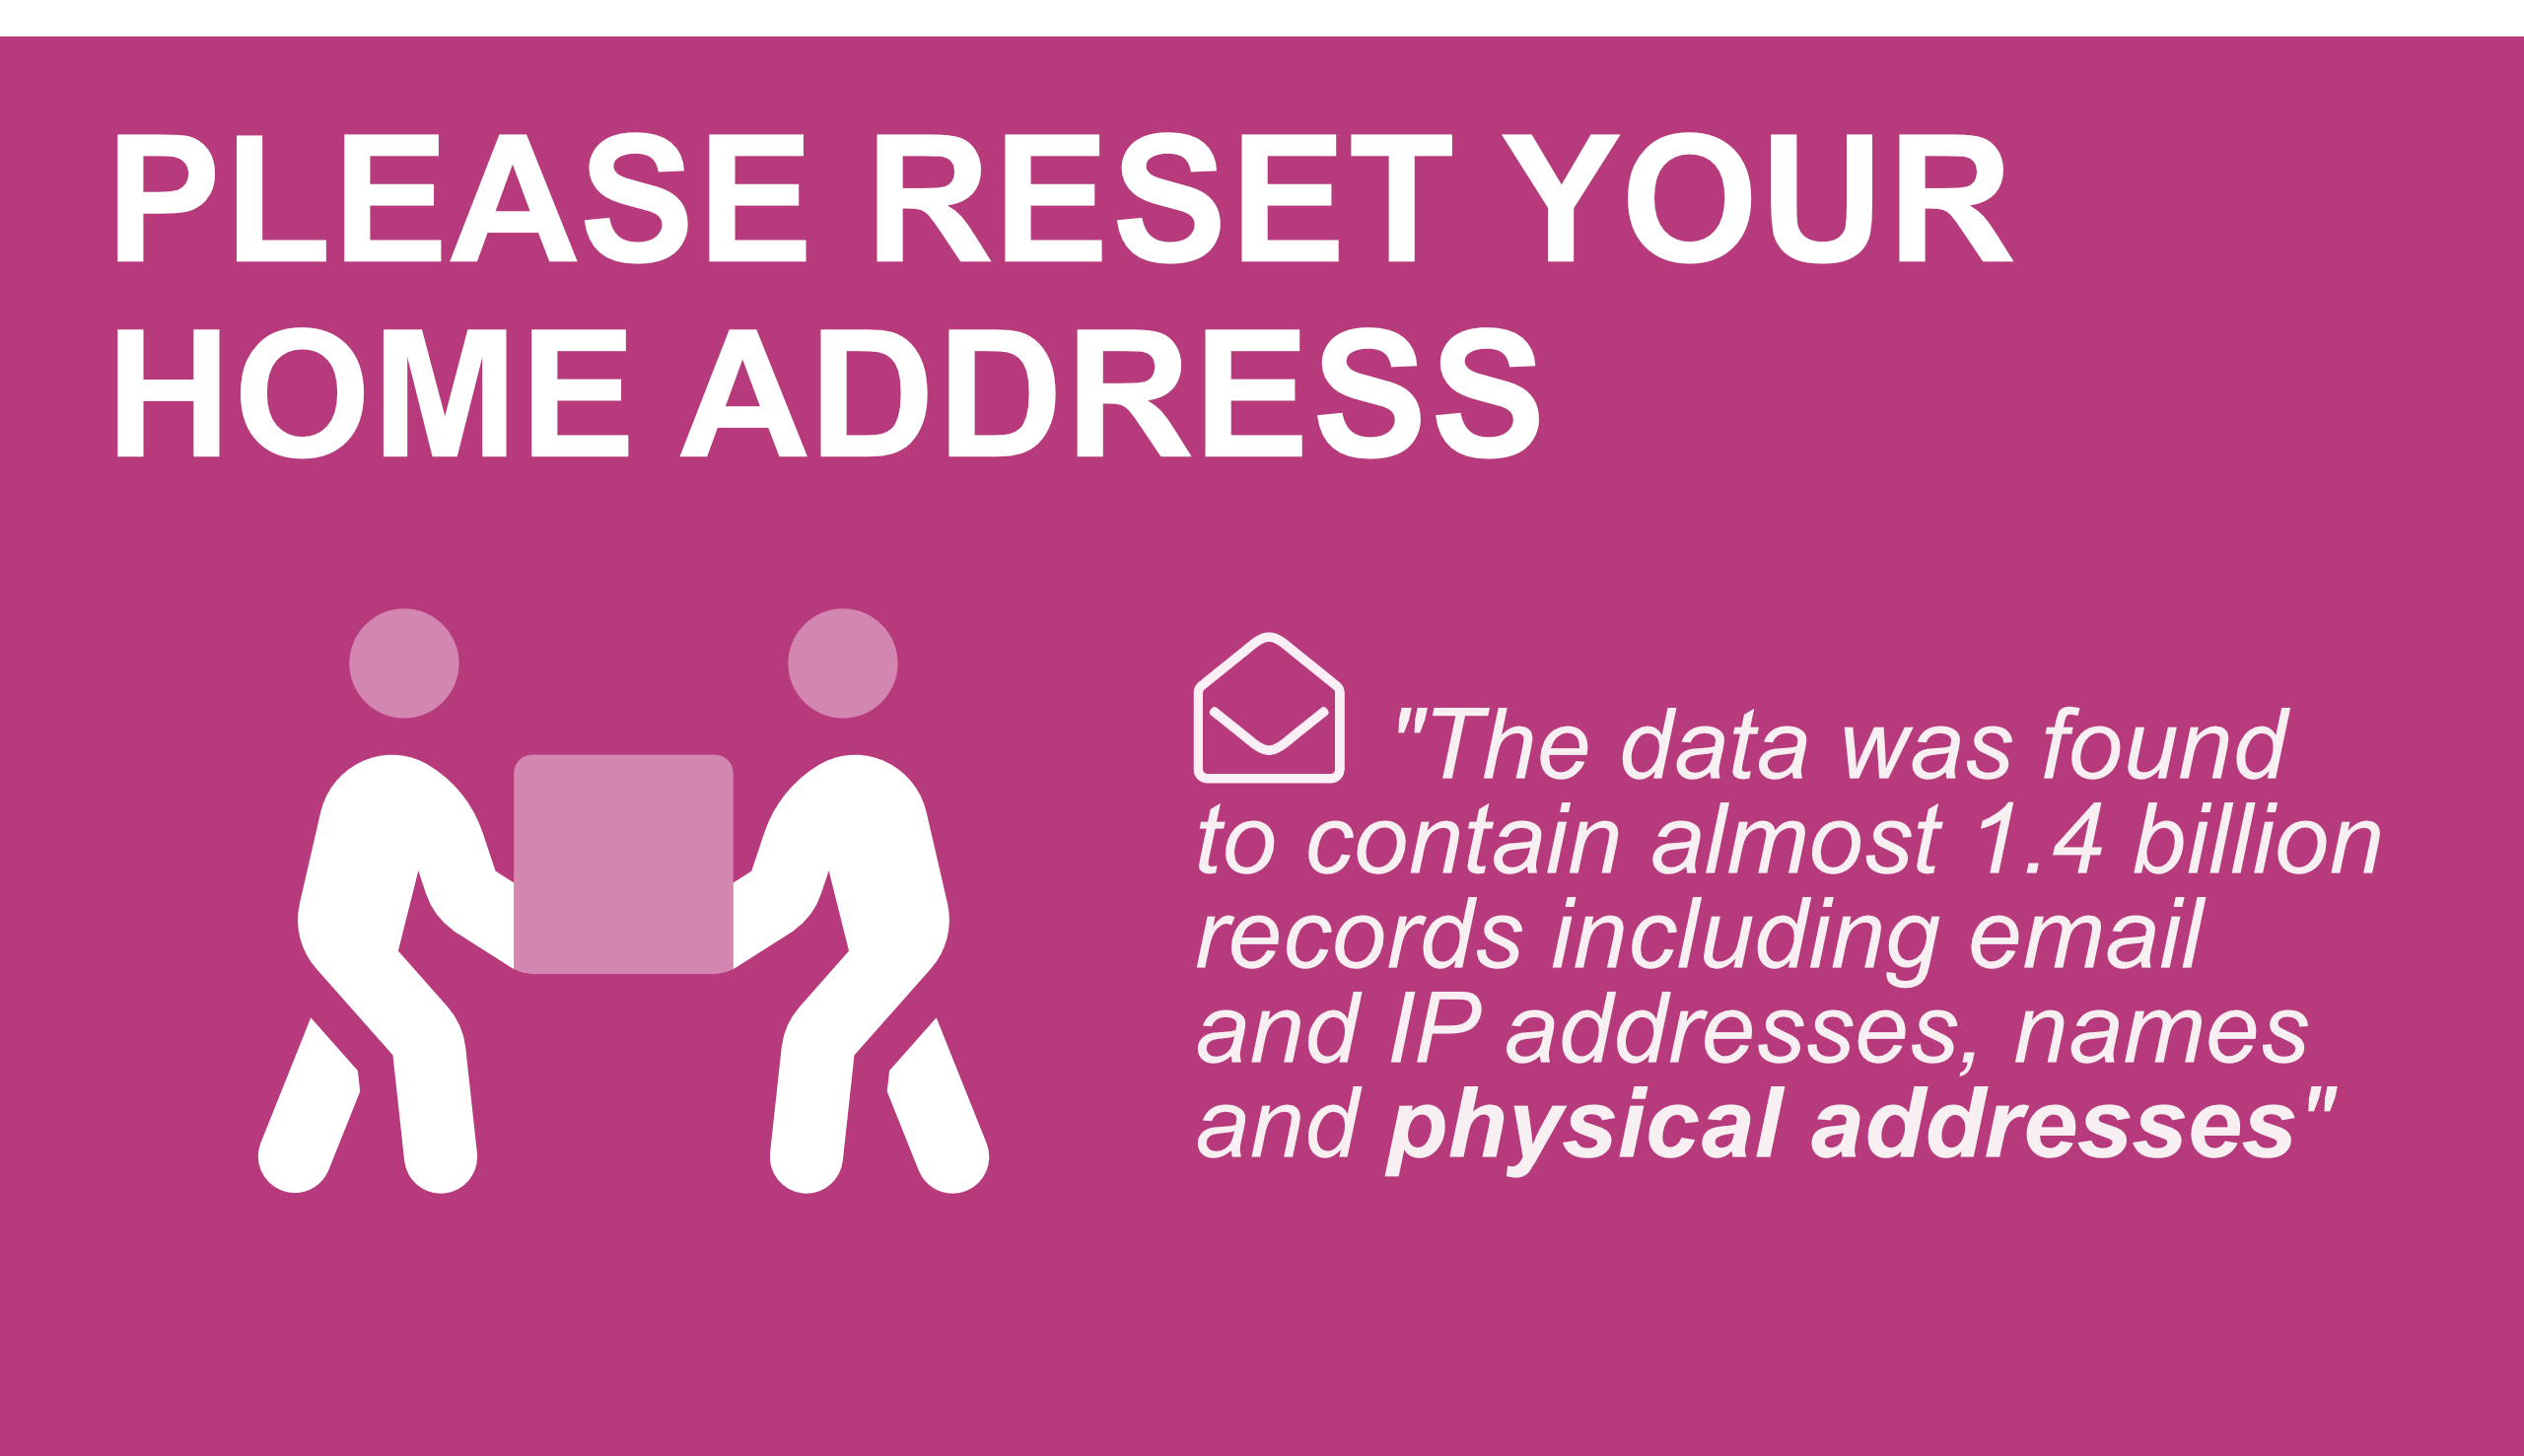 PLEASE RESET YOUR
HOME ADDRESS
"The data was found
to contain almost 1.4 billion
records including email
and IP addresses, names
and physical addresses"